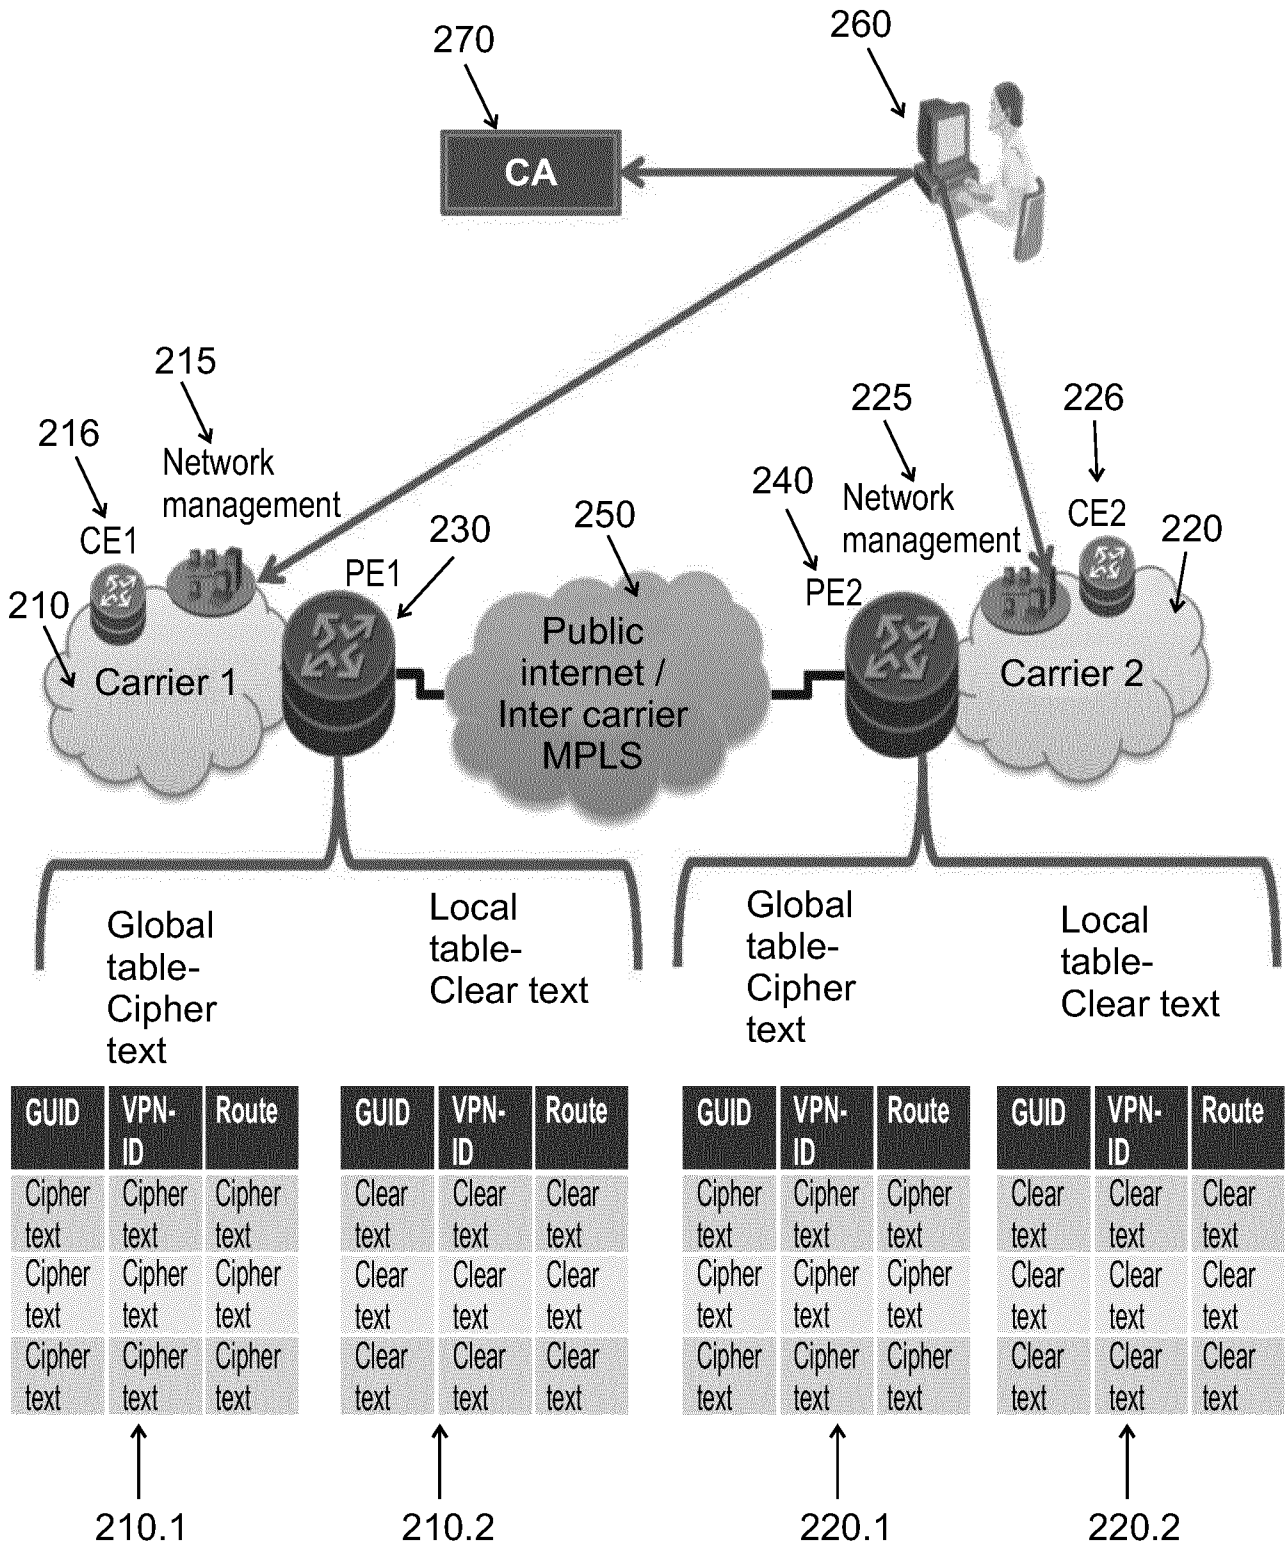 270
260
CA
215
216
Network
management
CE1
225
226
240
Network
management
CE2
220
250
230
PE1
PE2
210
Carrier 1
Public
internet /
Inter carrier
MPLS
Carrier 2
Global
table-
Cipher
text
Local
table-
Clear text
Global
table-
Cipher
text
Local
table-
Clear text
GUID VPN-ID Route
Cipher text Cipher text Cipher text
Cipher text Cipher text Cipher text
Cipher text Cipher text Cipher text
GUID VPN-ID Route
Clear text Clear text Clear text
Clear text Clear text Clear text
Clear text Clear text Clear text
GUID VPN-ID Route
Cipher text Cipher text Cipher text
Cipher text Cipher text Cipher text
Cipher text Cipher text Cipher text
GUID VPN-ID Route
Clear text Clear text Clear text
Clear text Clear text Clear text
Clear text Clear text Clear text
210.1
210.2
220.1
220.2